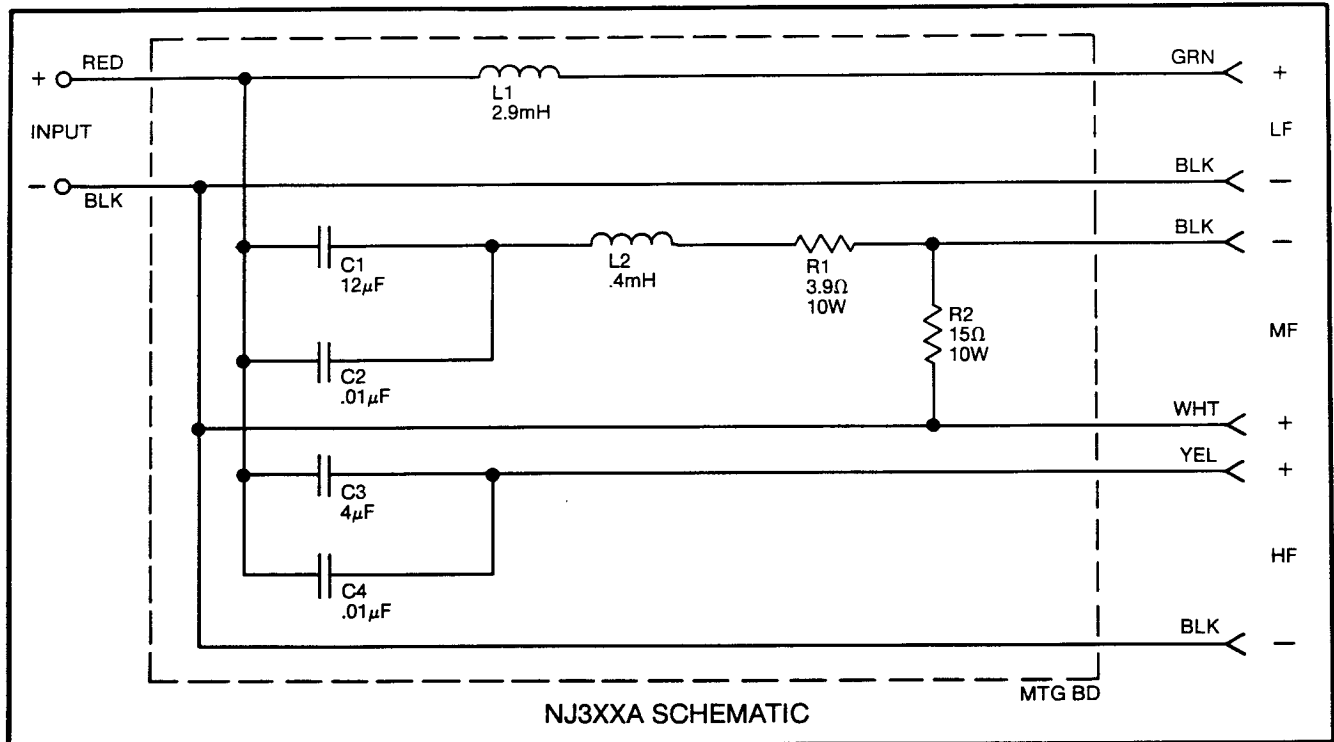 RED
+
INPUT
−
BLK
L1
2.9mH
GRN
+
LF
BLK
−
BLK
−
C1
12µF
L2
.4mH
R1
3.9Ω
10W
R2
15Ω
10W
MF
C2
.01µF
WHT
+
YEL
+
C3
4µF
HF
C4
.01µF
BLK
−
MTG BD
NJ3XXA SCHEMATIC